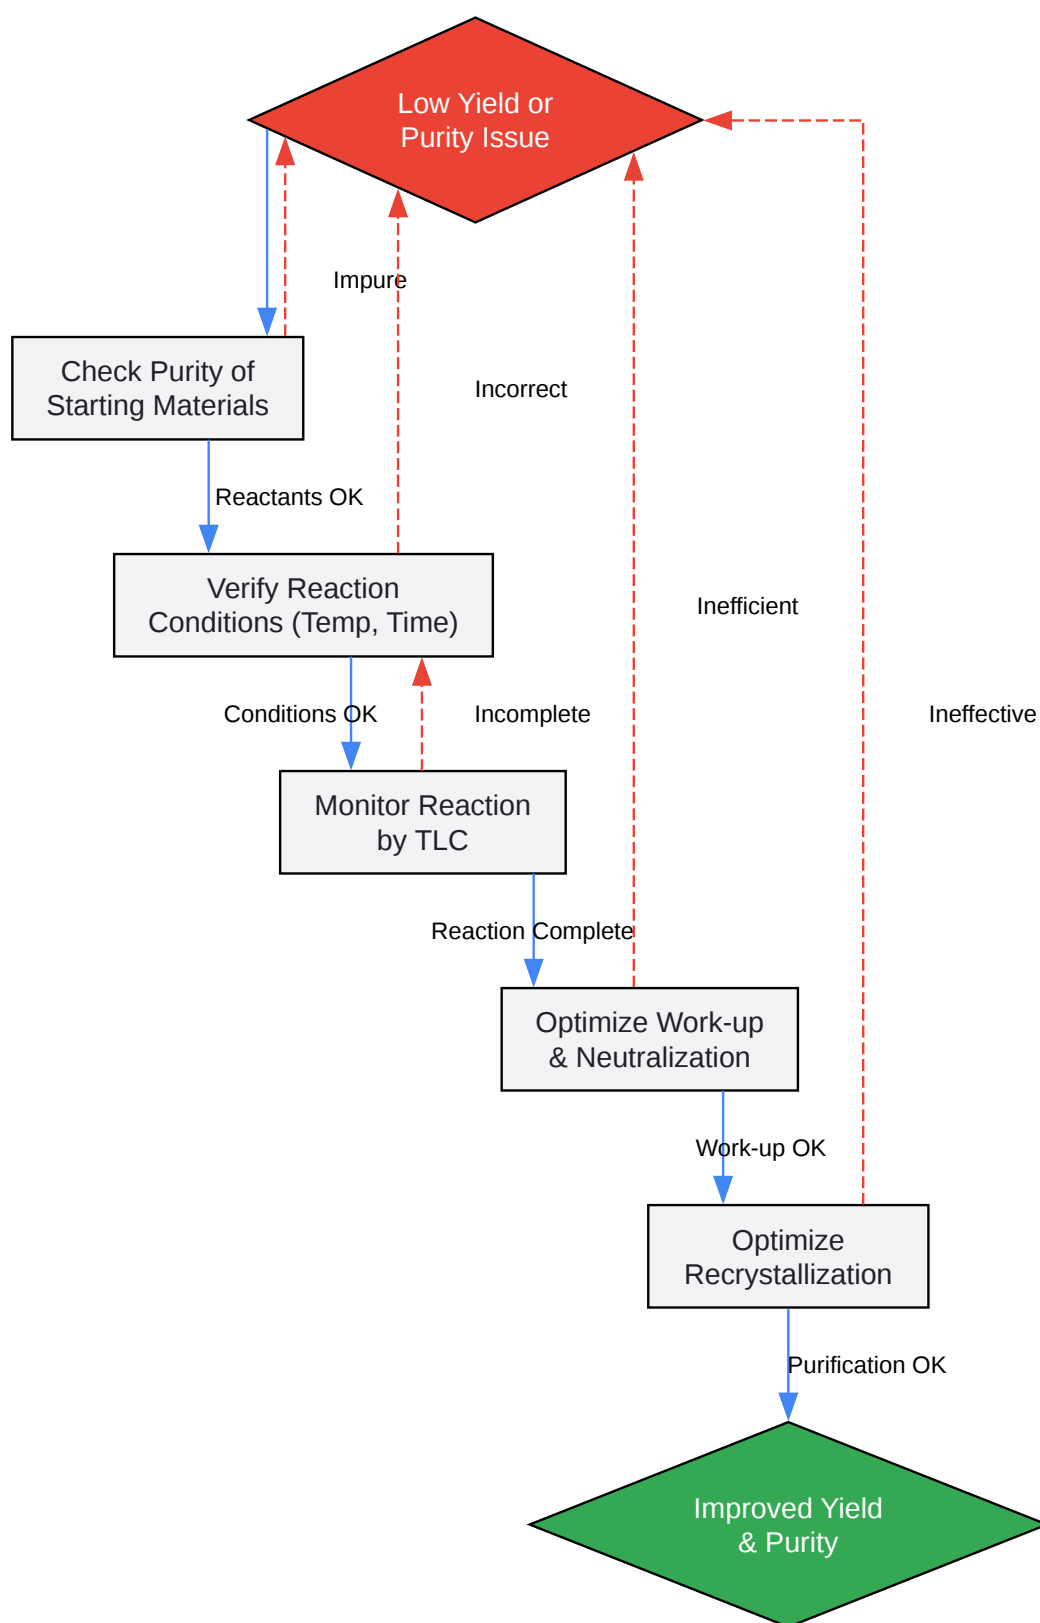 Low Yield or
Purity Issue
Impure
Check Purity of
Starting Materials
Incorrect
Reactants OK
Verify Reaction
Conditions (Temp, Time)
Inefficient
Conditions OK
Incomplete
Ineffective
Monitor Reaction
by TLC
Reaction Complete
Optimize Work-up
& Neutralization
Work-up OK
Optimize
Recrystallization
Purification OK
Improved Yield
& Purity